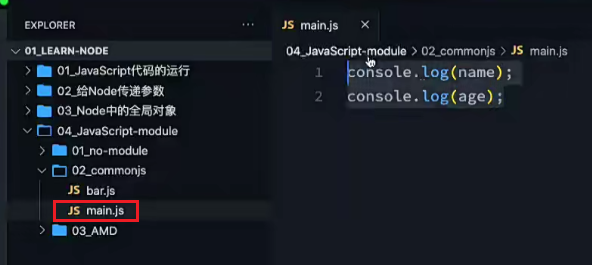 EXPLORER
01_LEARN-NODE
01_JavaScript代码的运行
02_给Node传递参数
03_Node中的全局对象
04_JavaScript-module
01_no-module
02_commonjs
JS bar.js
JS main.js
03_AMD
JS main.js ×
04_JavaScript-module > 02_commonjs > JS main.js
1 console.log(name);
2 console.log(age);